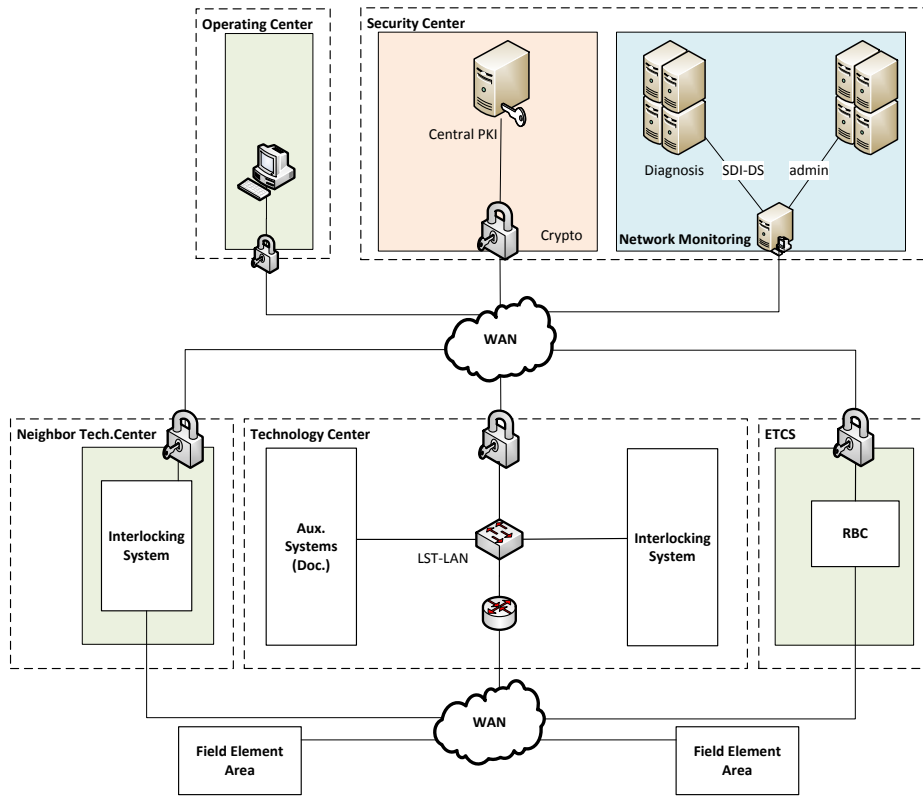 Operating Center
Security Center
Central PKI
Crypto
Diagnosis
SDI-DS
admin
Network Monitoring
WAN
Neighbor Tech.Center
Interlocking
System
Technology Center
Aux.
Systems
(Doc.)
LST-LAN
Interlocking
System
ETCS
RBC
WAN
Field Element
Area
Field Element
Area